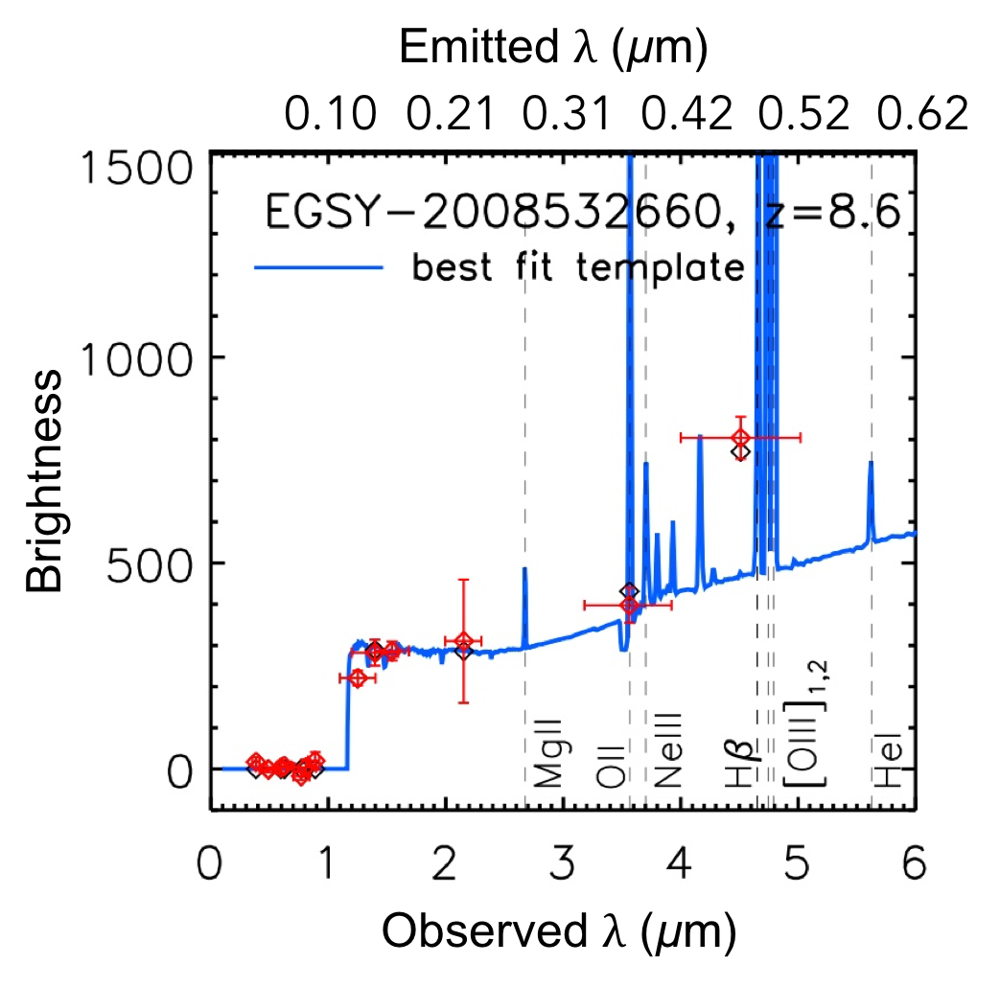 Emitted λ (μm)
0.10 0.21 0.31 0.42 0.52 0.62
1500
EGSY−2008532660, z=8.6
best fit template
1000
Brightness
500
0
MgII
OII
NeIII
Hβ
[OIII]1,2
HeI
0 1 2 3 4 5 6
Observed λ (μm)